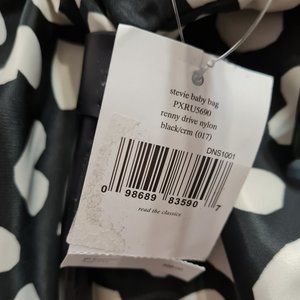 stevie baby bag
PXRU5690
renny drive nylon
black/crm (017)
DNS1001
0 98689 83590 7
read the classics